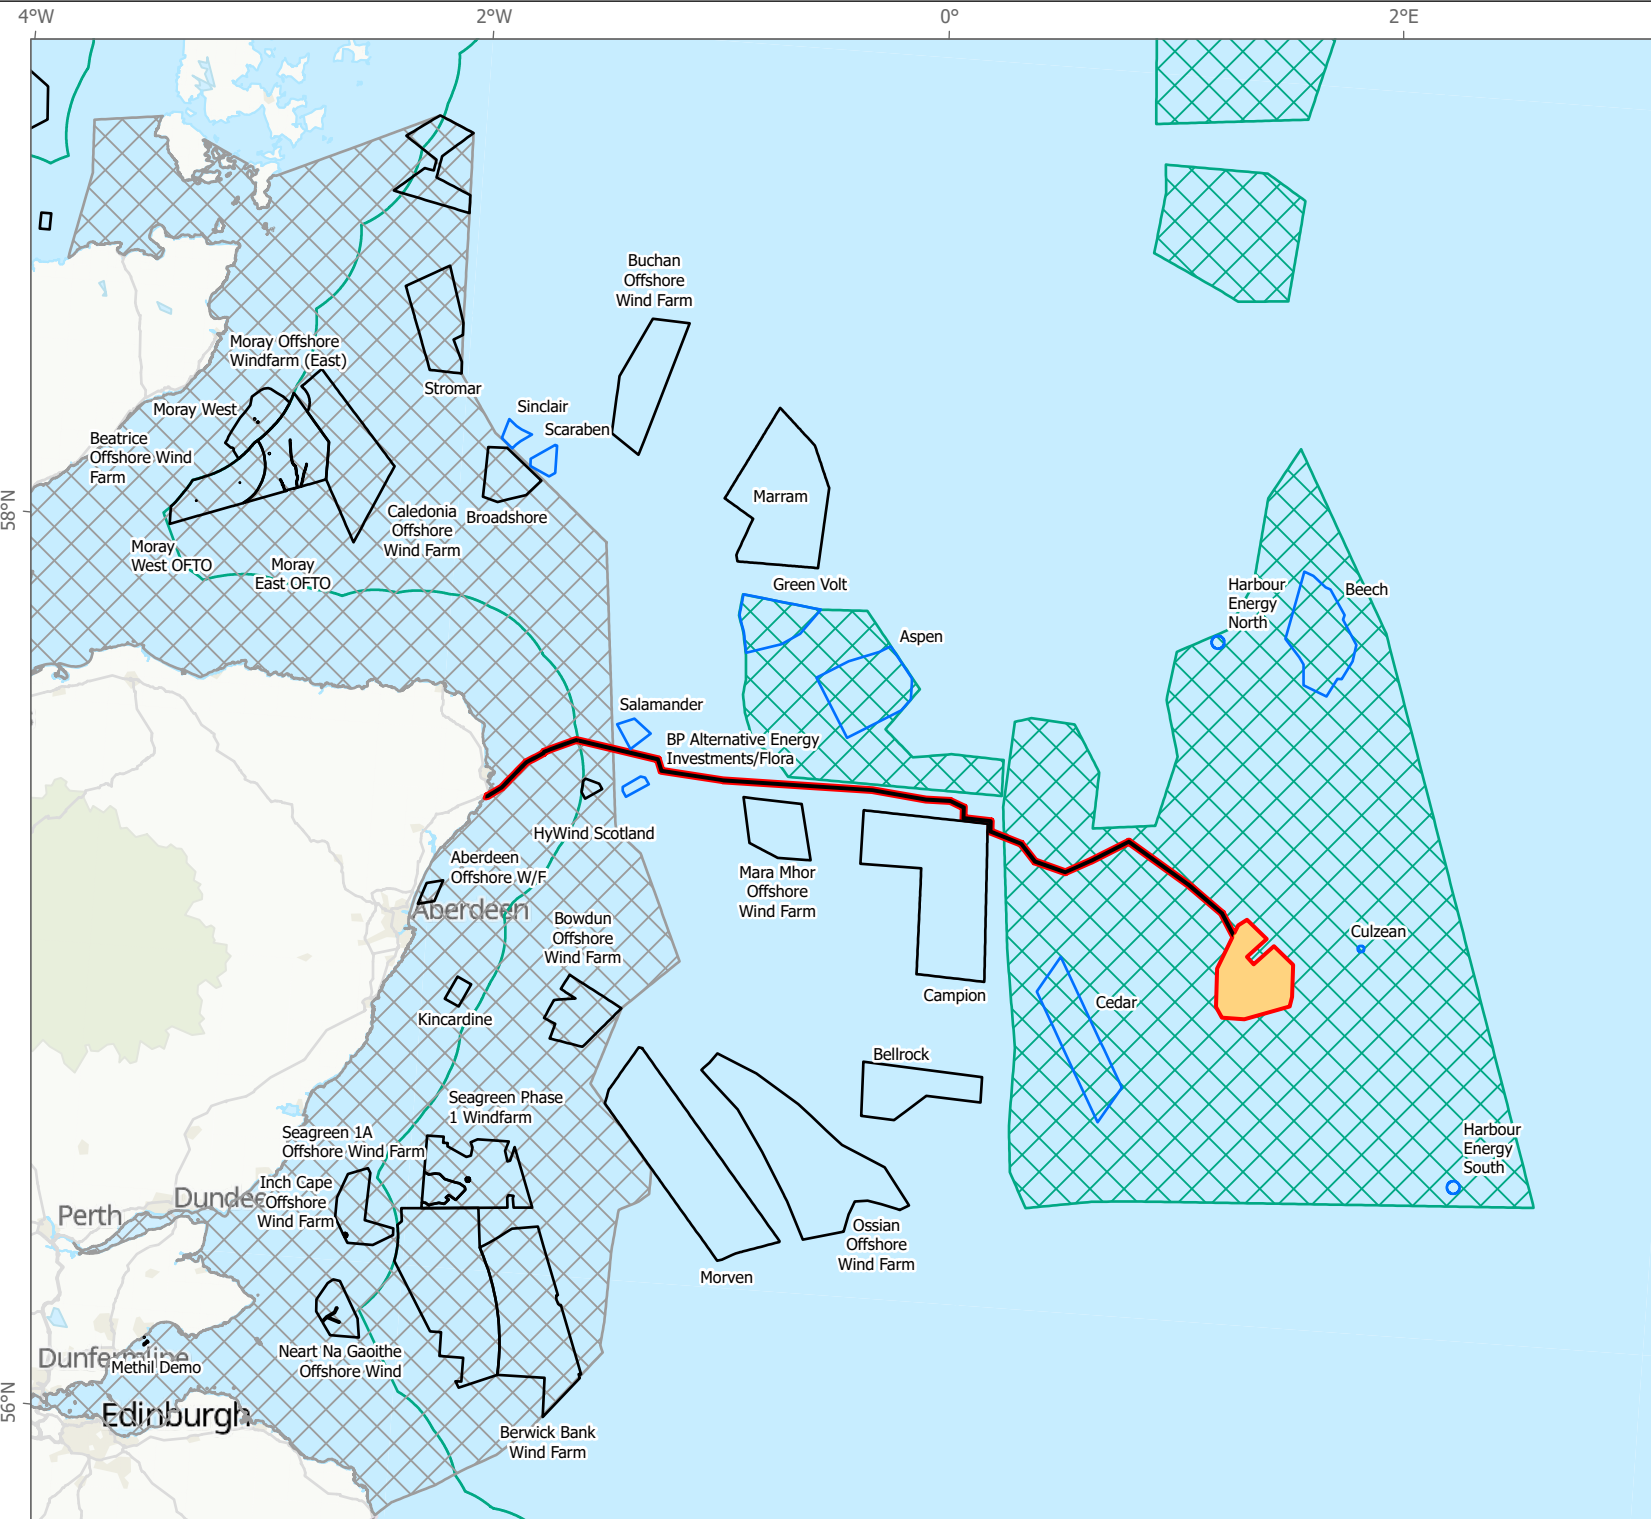 4°W
2°W
0°
2°E
58°N
56°N
Buchan
Offshore
Wind Farm
Moray Offshore
Windfarm (East)
Stromar
Moray West
Sinclair
Scaraben
Beatrice
Offshore Wind
Farm
Marram
Caledonia
Offshore
Wind Farm
Broadshore
Moray
West OFTO
Moray
East OFTO
Green Volt
Harbour
Energy
North
Beech
Aspen
Salamander
BP Alternative Energy
Investments/Flora
HyWind Scotland
Aberdeen
Offshore W/F
Aberdeen
Mara Mhor
Offshore
Wind Farm
Bowdun
Offshore
Wind Farm
Culzean
Campion
Cedar
Kincardine
Bellrock
Seagreen Phase
1 Windfarm
Seagreen 1A
Offshore Wind Farm
Harbour
Energy
South
Inch Cape
Offshore
Wind Farm
Dundee
Perth
Ossian
Offshore
Wind Farm
Morven
Neart Na Gaoithe
Offshore Wind
Dunfermline
Methil Demo
Edinburgh
Berwick Bank
Wind Farm